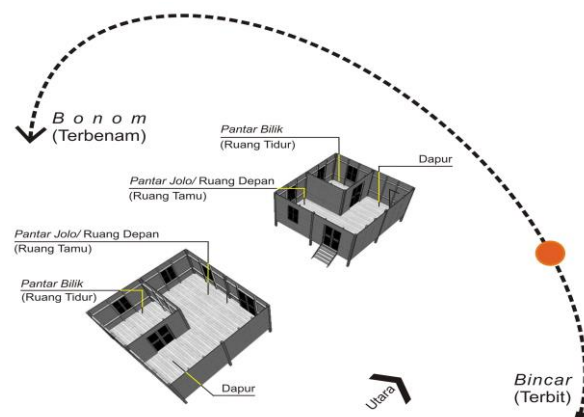 Bonom
(Terbenam)
Pantar Bilik
(Ruang Tidur)
Dapur
Pantar Jolo/ Ruang Depan
(Ruang Tamu)
Pantar Jolo/ Ruang Depan
(Ruang Tamu)
Pantar Bilik
(Ruang Tidur)
Dapur
Utara
Bincar
(Terbit)